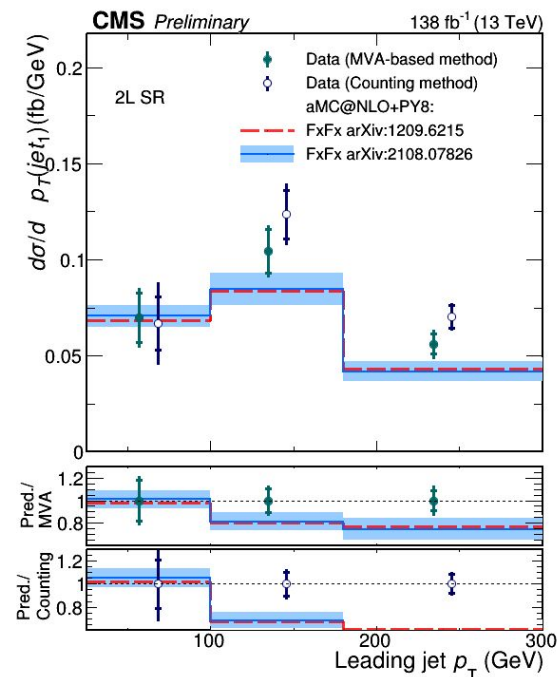 CMS Preliminary 138 fb⁻¹ (13 TeV)
2L SR
Data (MVA-based method)
Data (Counting method)
aMC@NLO+PY8:
FxFx arXiv:1209.6215
FxFx arXiv:2108.07826
dσ/d p_T(jet₁)(fb/GeV)
0.2
0.15
0.1
0.05
0
Pred./
MVA
1.2
1
0.8
Pred./
Counting
1.2
1
0.8
100 200 300
Leading jet p_T (GeV)